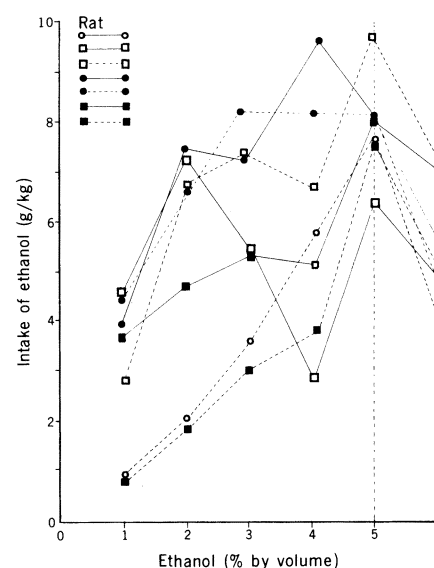 Rat
10
8
6
4
2
0
Intake of ethanol (g/kg)
0 1 2 3 4 5
Ethanol (% by volume)